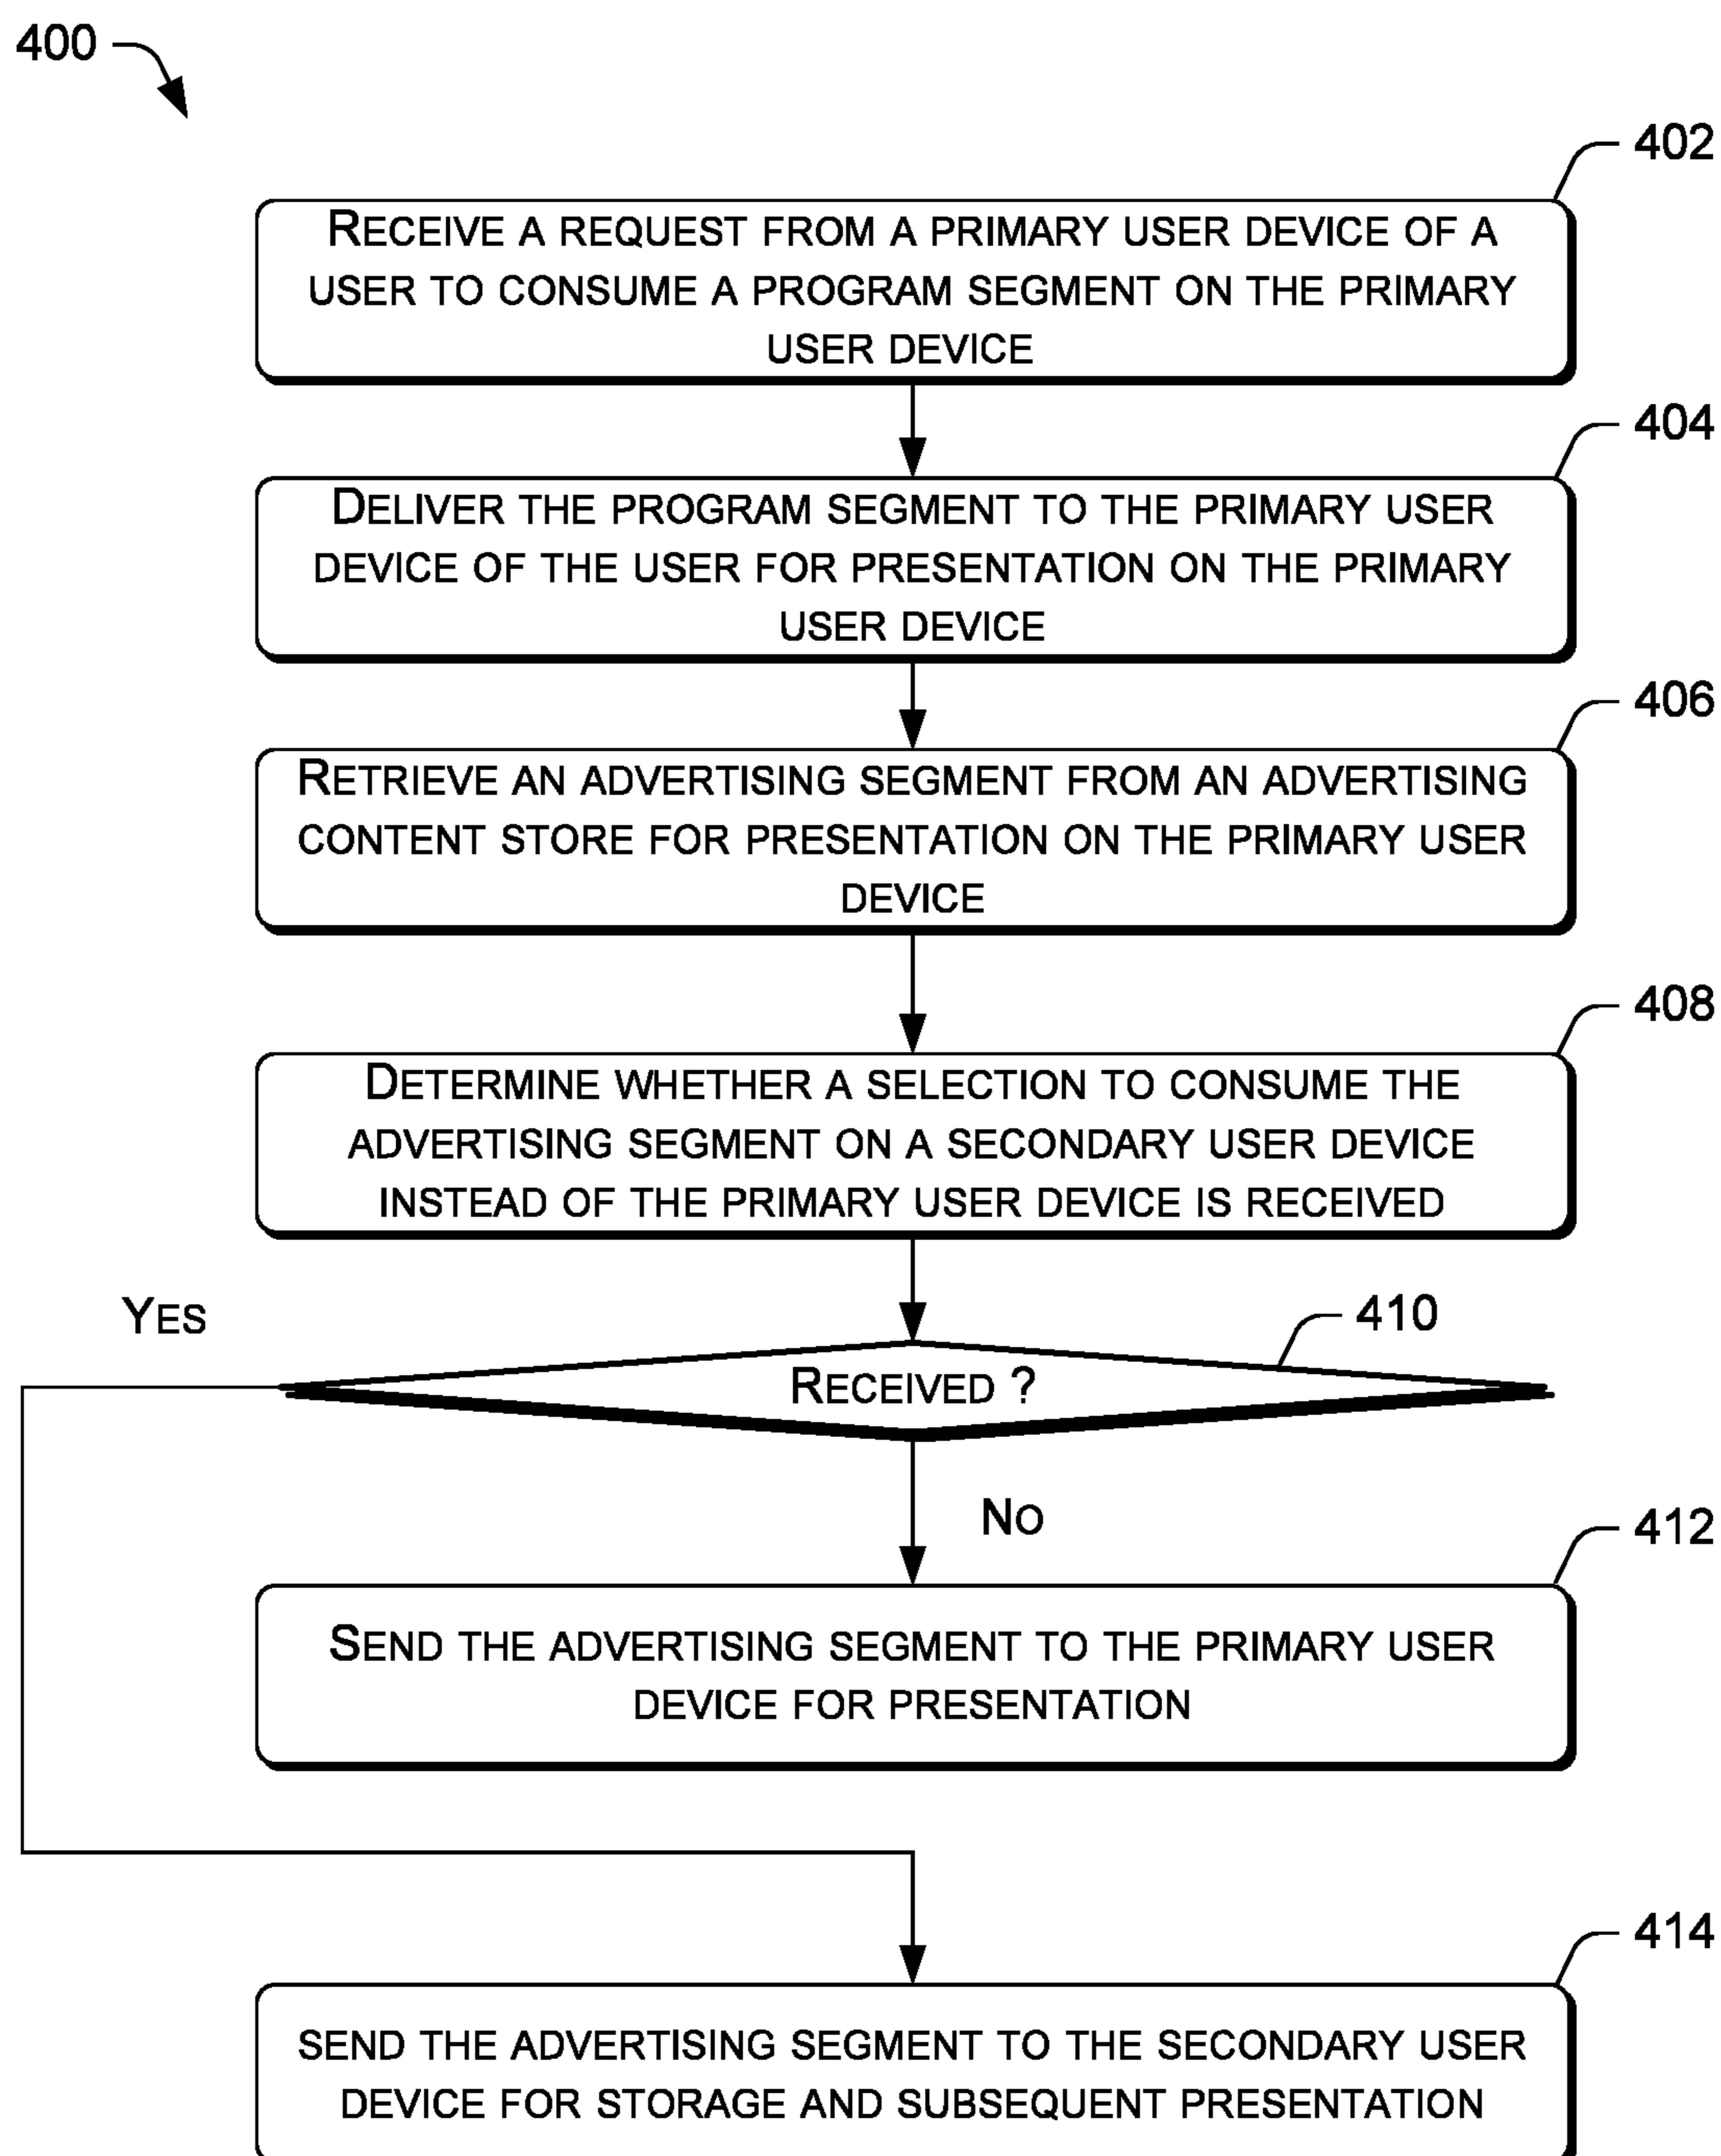 400
402
RECEIVE A REQUEST FROM A PRIMARY USER DEVICE OF A
USER TO CONSUME A PROGRAM SEGMENT ON THE PRIMARY
USER DEVICE
404
DELIVER THE PROGRAM SEGMENT TO THE PRIMARY USER
DEVICE OF THE USER FOR PRESENTATION ON THE PRIMARY
USER DEVICE
406
RETRIEVE AN ADVERTISING SEGMENT FROM AN ADVERTISING
CONTENT STORE FOR PRESENTATION ON THE PRIMARY USER
DEVICE
408
DETERMINE WHETHER A SELECTION TO CONSUME THE
ADVERTISING SEGMENT ON A SECONDARY USER DEVICE
INSTEAD OF THE PRIMARY USER DEVICE IS RECEIVED
YES
410
RECEIVED ?
NO
412
SEND THE ADVERTISING SEGMENT TO THE PRIMARY USER
DEVICE FOR PRESENTATION
414
SEND THE ADVERTISING SEGMENT TO THE SECONDARY USER
DEVICE FOR STORAGE AND SUBSEQUENT PRESENTATION